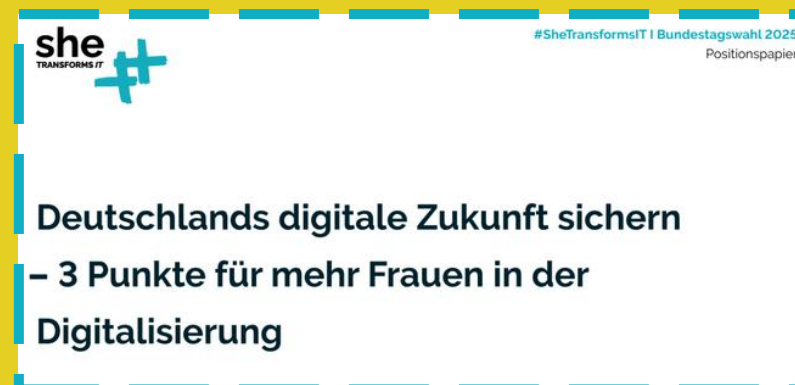 she
TRANSFORMS IT
#SheTransformsIT I Bundestagswahl 2025
Positionspapier
Deutschlands digitale Zukunft sichern
– 3 Punkte für mehr Frauen in der
Digitalisierung